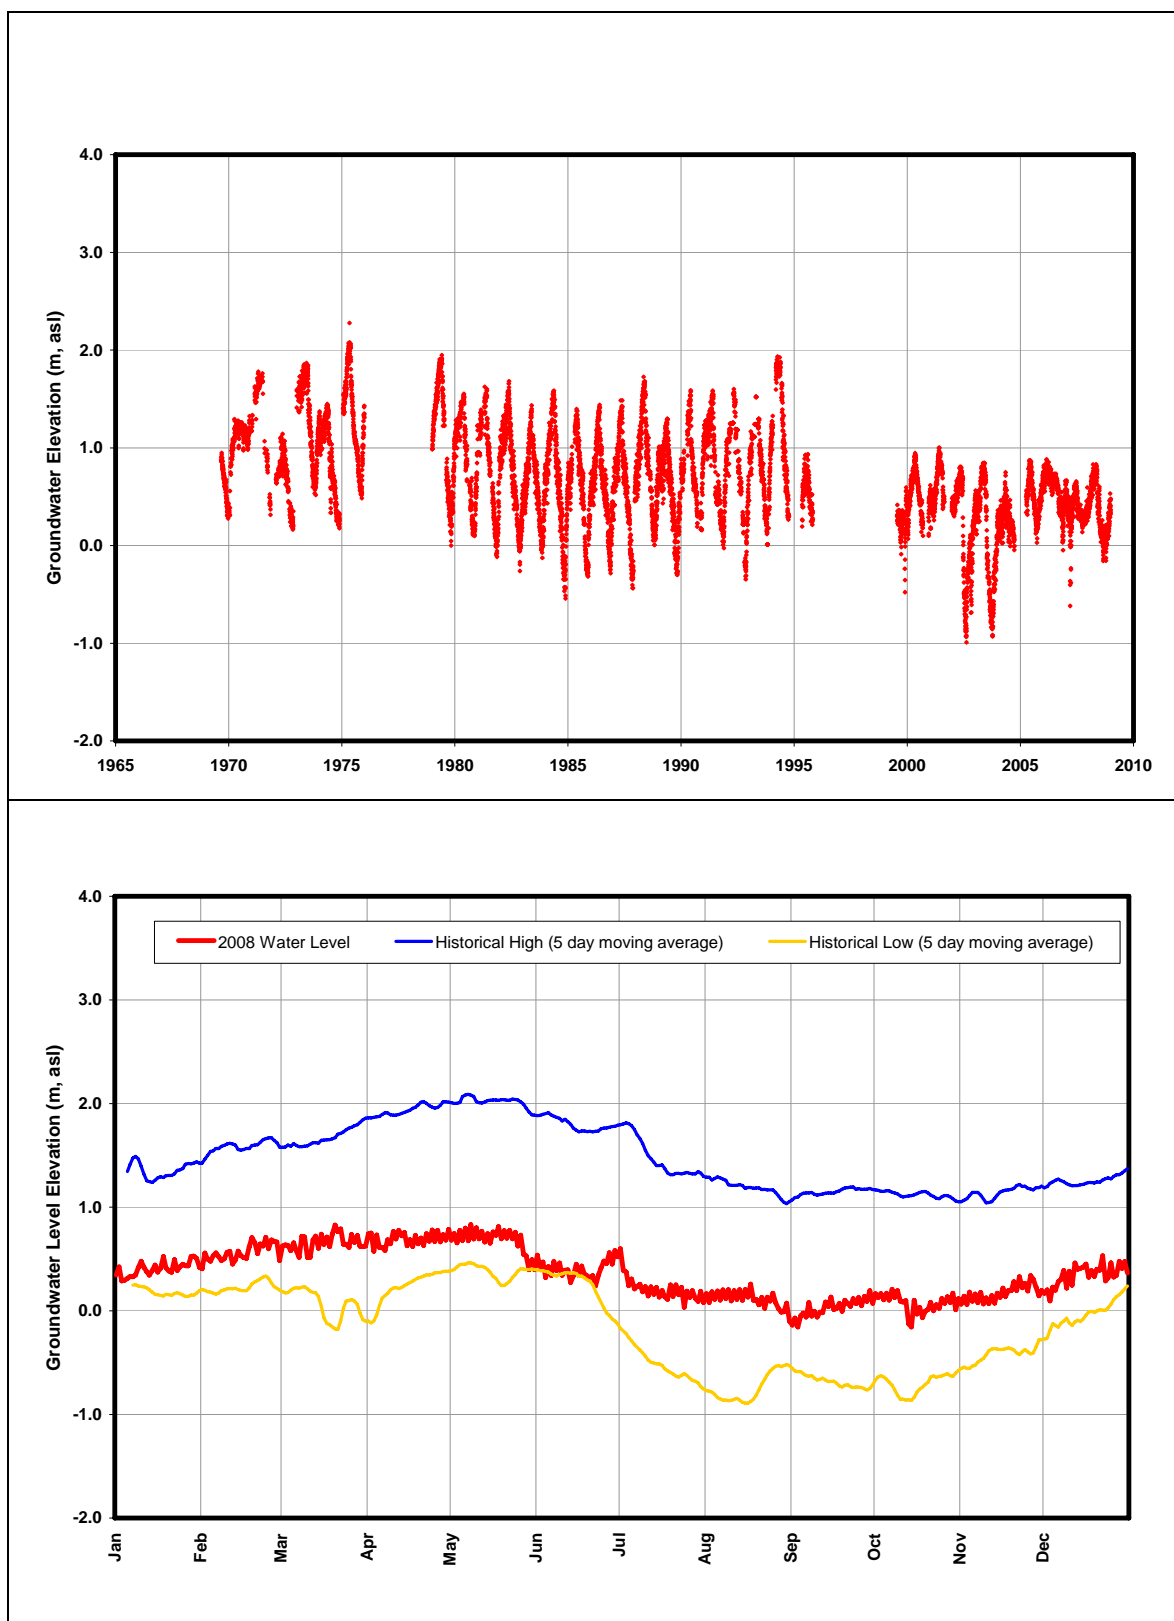 4.0
3.0
2.0
1.0
0.0
-1.0
-2.0
Groundwater Elevation (m, asl)
1965 1970 1975 1980 1985 1990 1995 2000 2005 2010
4.0
3.0
2.0
1.0
0.0
-1.0
-2.0
Groundwater Level Elevation (m, asl)
2008 Water Level Historical High (5 day moving average) Historical Low (5 day moving average)
Jan Feb Mar Apr May Jun Jul Aug Sep Oct Nov Dec